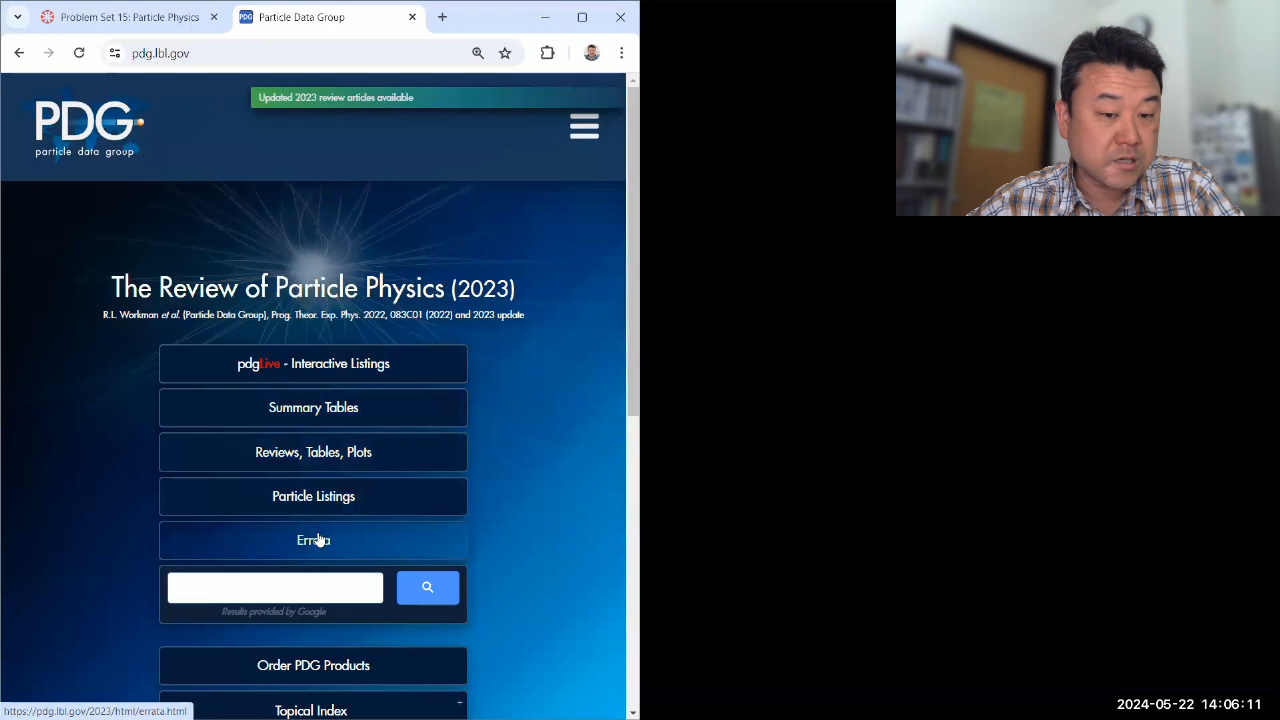 Problem Set 15: Particle Physics
Particle Data Group
pdg.lbl.gov
Updated 2023 review articles available
PDG
particle data group
The Review of Particle Physics (2023)
R.L. Workman et al. (Particle Data Group), Prog. Theor. Exp. Phys. 2022, 083C01 (2022) and 2023 update
pdgLive - Interactive Listings
Summary Tables
Reviews, Tables, Plots
Particle Listings
Errata
Results provided by Google
Order PDG Products
Topical Index
+
https://pdg.lbl.gov/2023/html/errata.html
2024-05-22 14:06:11